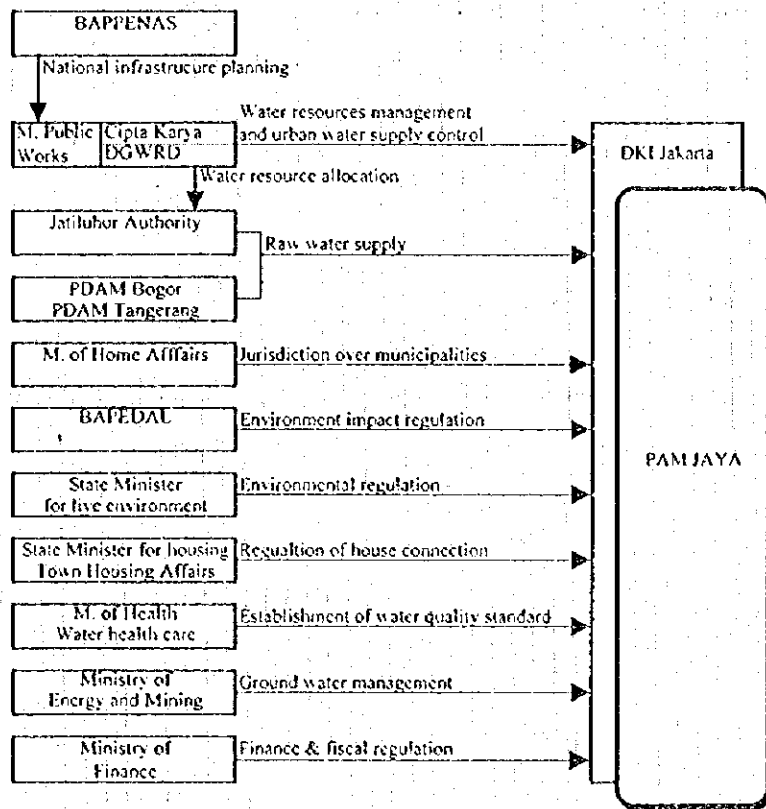 BAPPENAS
National infrastrucure planning
M. Public
Works
Cipta Karya
DGWRD
Water resources management
and urban water supply control
DKI Jakarta
Water resource allocation
Jatiluhur Authority
Raw water supply
PDAM Bogor
PDAM Tangerang
M. of Home Afffairs
Jurisdiction over municipalities
BAPEDAL
Environment impact regulation
PAM JAYA
State Minister
for live environment
Environmental regulation
State Minister for housing
Town Housing Affairs
Regualtion of house connection
M. of Health
Water health care
Establishment of water quality standard
Ministry of
Energy and Mining
Ground water management
Ministry of
Finance
Finance & fiscal regulation